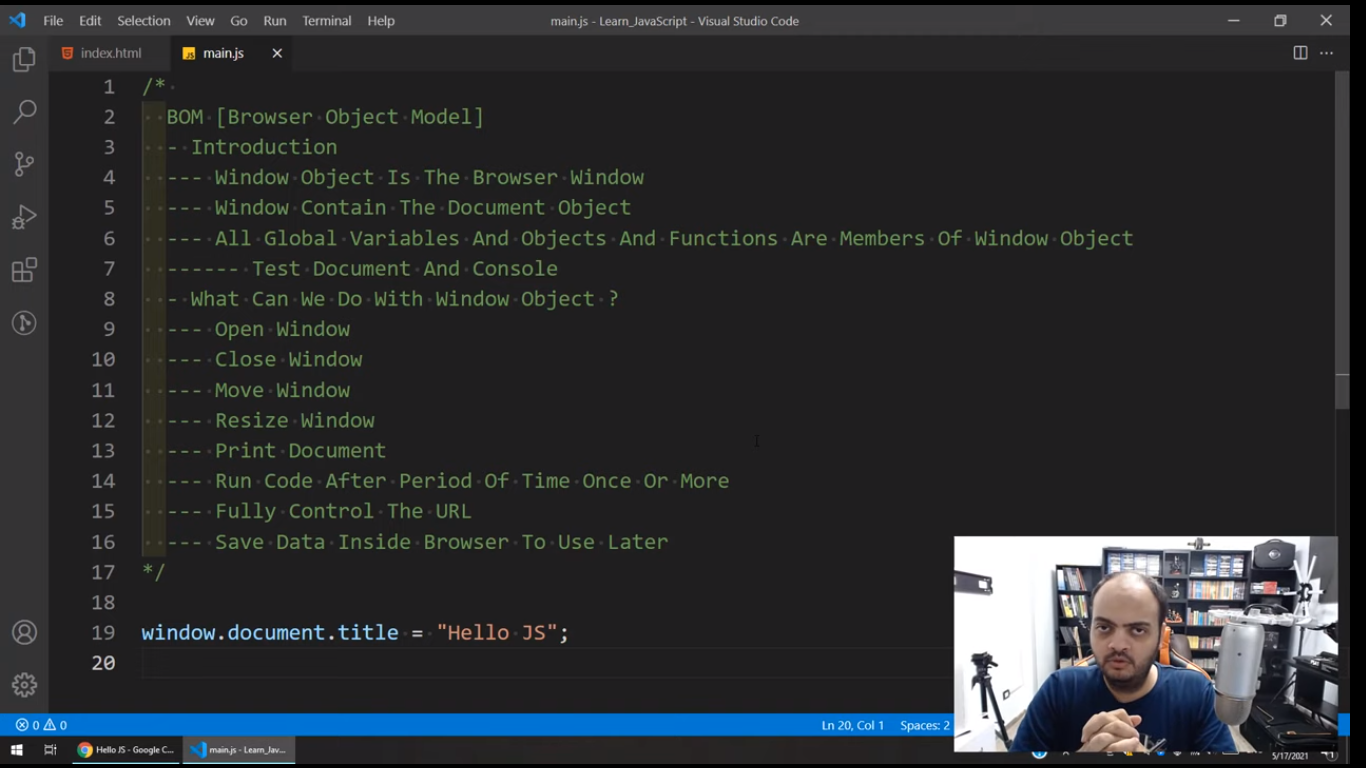 File Edit Selection View Go Run Terminal Help main.js - Learn_JavaScript - Visual Studio Code
index.html main.js
1 /*
2 BOM [Browser Object Model]
3 - Introduction
4 --- Window Object Is The Browser Window
5 --- Window Contain The Document Object
6 --- All Global Variables And Objects And Functions Are Members Of Window Object
7 ------- Test Document And Console
8 - What Can We Do With Window Object ?
9 --- Open Window
10 --- Close Window
11 --- Move Window
12 --- Resize Window
13 --- Print Document
14 --- Run Code After Period Of Time Once Or More
15 --- Fully Control The URL
16 --- Save Data Inside Browser To Use Later
17 */
18
19 window.document.title = "Hello JS";
20
0 0 Ln 20, Col 1 Spaces: 2
Hello JS - Google C... main.js - Learn_Jav... 5/17/2021